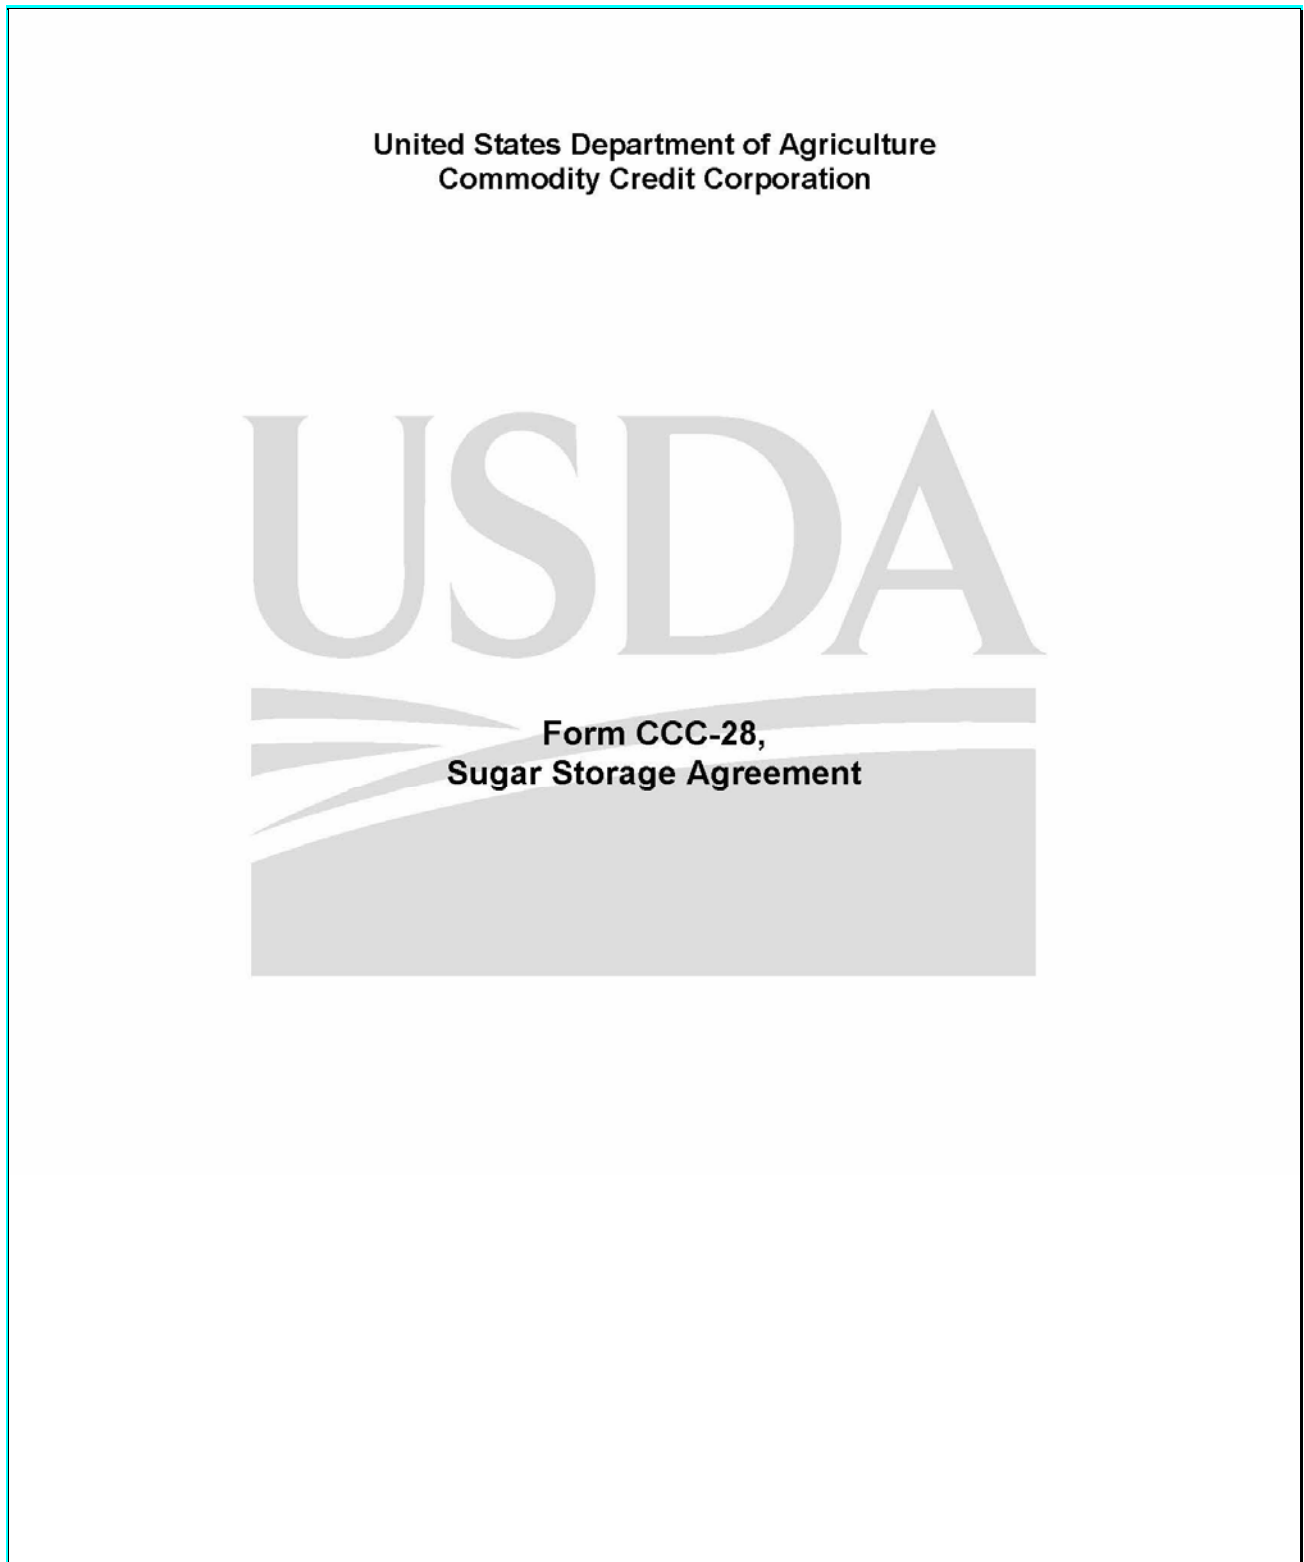 United States Department of Agriculture
Commodity Credit Corporation
USDA
Form CCC-28,
Sugar Storage Agreement